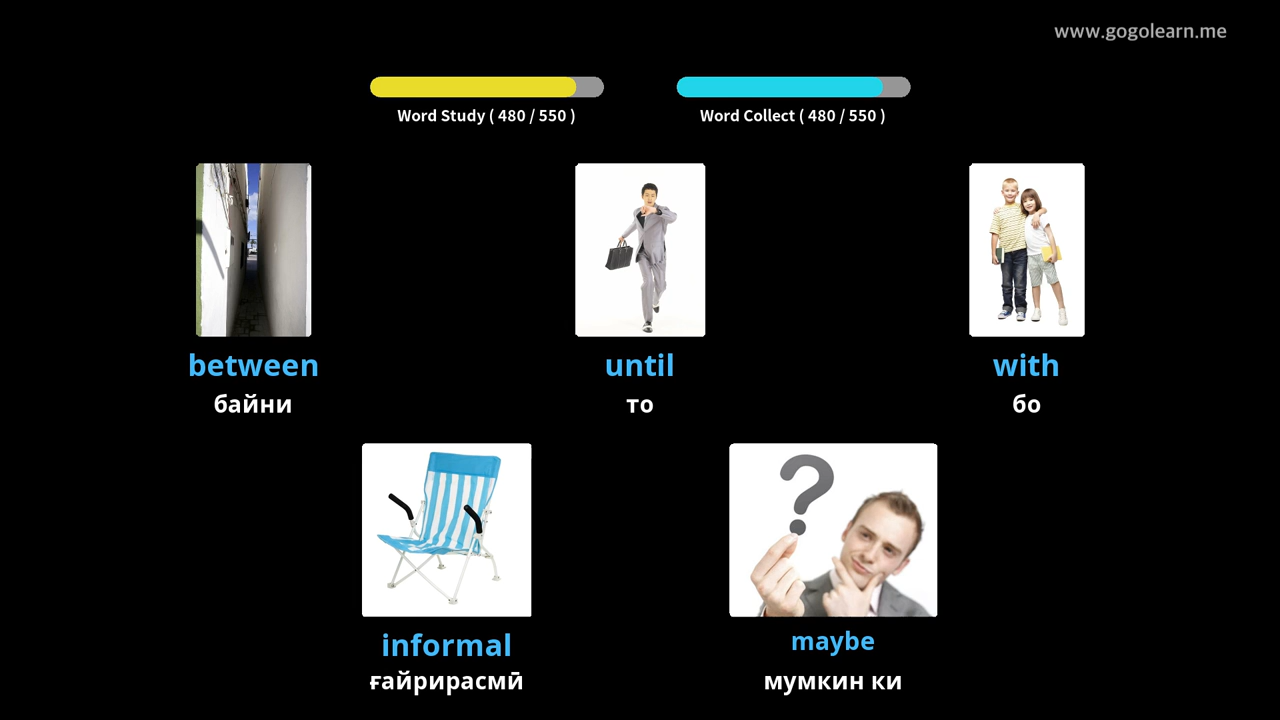 www.gogolearn.me
Word Study ( 480 / 550 )
Word Collect ( 480 / 550 )
between
байни
until
то
with
бо
informal
ғайрирасмӣ
maybe
мумкин ки